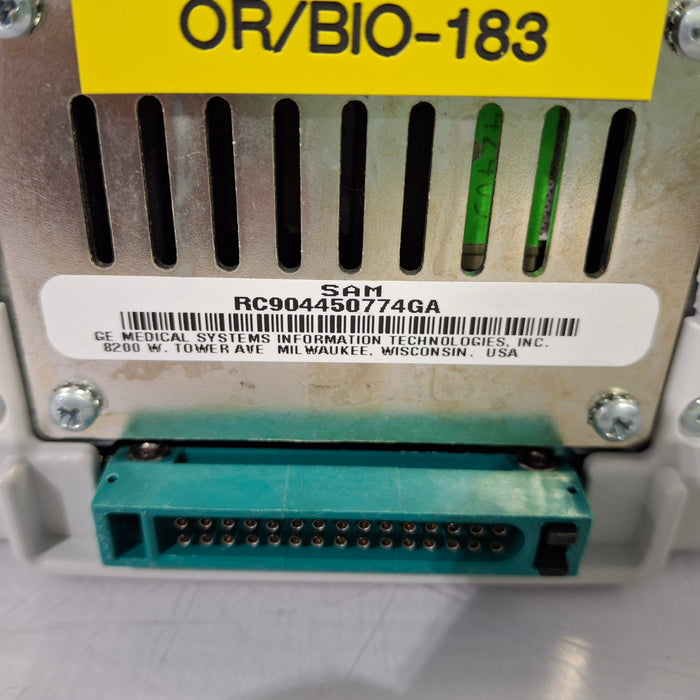 OR/BIO-183
SAM
RC904450774GA
GE MEDICAL SYSTEMS INFORMATION TECHNOLOGIES, INC.
8200 W. TOWER AVE MILWAUKEE, WISCONSIN. USA